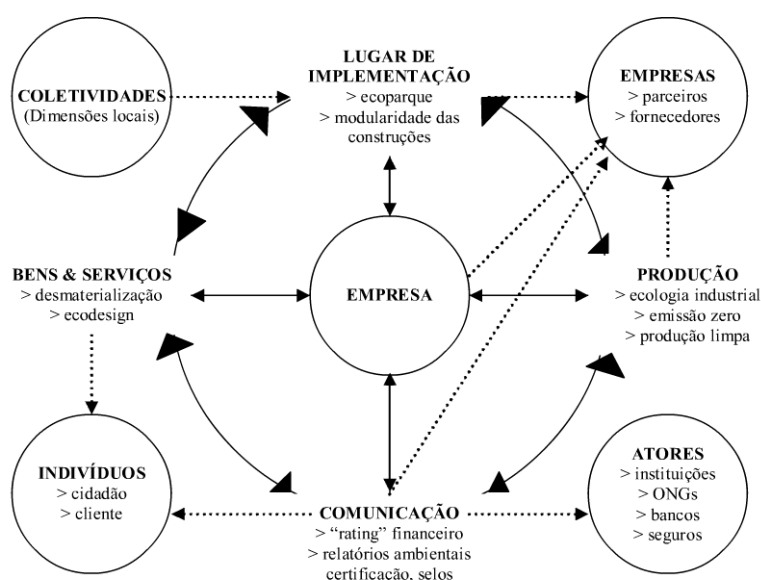 COLETIVIDADES
(Dimensões locais)
LUGAR DE
IMPLEMENTAÇÃO
> ecoparque
> modularidade das
construções
EMPRESAS
> parceiros
> fornecedores
BENS & SERVIÇOS
> desmaterialização
> ecodesign
EMPRESA
PRODUÇÃO
> ecologia industrial
> emissão zero
> produção limpa
INDIVÍDUOS
> cidadão
> cliente
COMUNICAÇÃO
> “rating” financeiro
> relatórios ambientais
certificação, selos
ATORES
> instituições
> ONGs
> bancos
> seguros